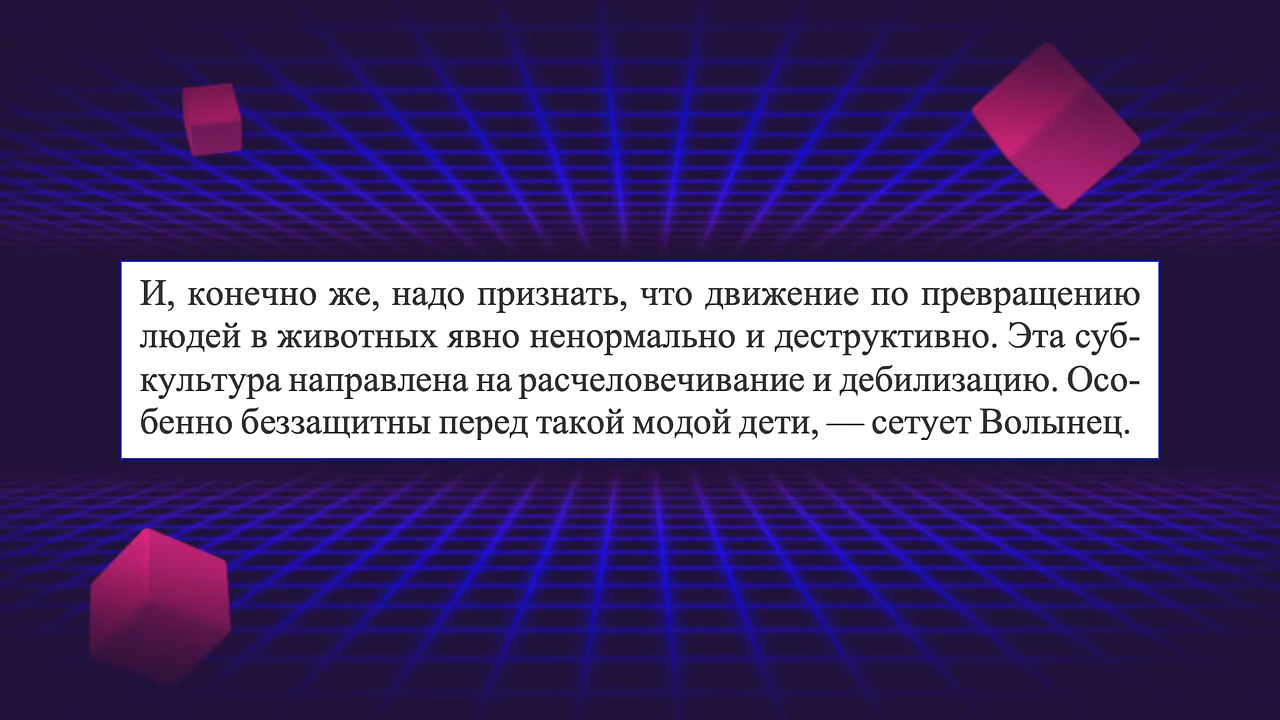 И, конечно же, надо признать, что движение по превращению
людей в животных явно ненормально и деструктивно. Эта суб-
культура направлена на расчеловечивание и дебилизацию. Осо-
бенно беззащитны перед такой модой дети, — сетует Волынец.